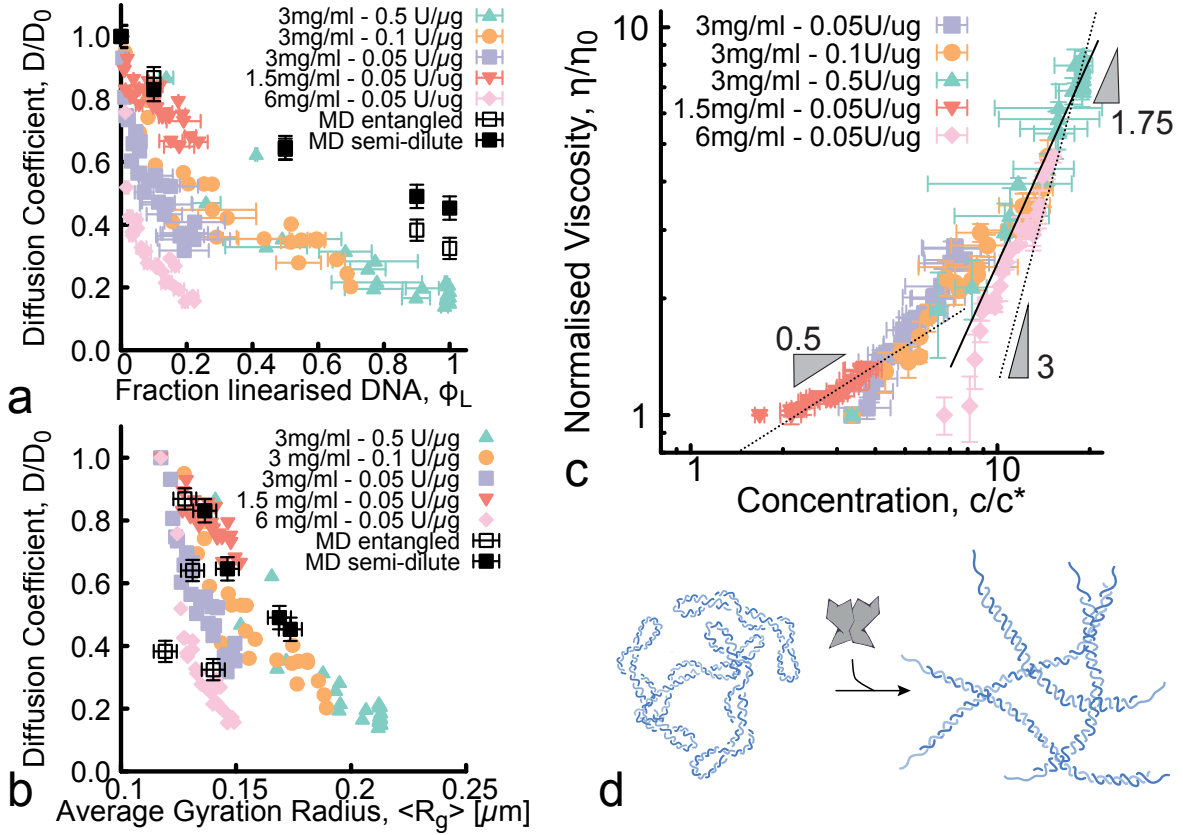 Diffusion Coefficient, D/D0
1.0
0.8
0.6
0.4
0.2
0.0
3mg/ml - 0.5 U/µg
3mg/ml - 0.1 U/µg
3mg/ml - 0.05 U/µg
1.5mg/ml - 0.05 U/ug
6mg/ml - 0.05 U/ug
MD entangled
MD semi-dilute
0 0.2 0.4 0.6 0.8 1
Fraction linearised DNA, ϕL
a
Diffusion Coefficient, D/D0
1.0
0.8
0.6
0.4
0.2
0.0
3mg/ml - 0.5 U/µg
3 mg/ml - 0.1 U/µg
3mg/ml - 0.05 U/µg
1.5 mg/ml - 0.05 U/µg
6 mg/ml - 0.05 U/µg
MD entangled
MD semi-dilute
0.1 0.15 0.2 0.25
Average Gyration Radius, <Rg> [µm]
b
Normalised Viscosity, η/η0
10
1
3mg/ml - 0.05U/ug
3mg/ml - 0.1U/ug
3mg/ml - 0.5U/ug
1.5mg/ml - 0.05U/ug
6mg/ml - 0.05U/ug
1.75
0.5
3
1 10
Concentration, c/c*
c
d